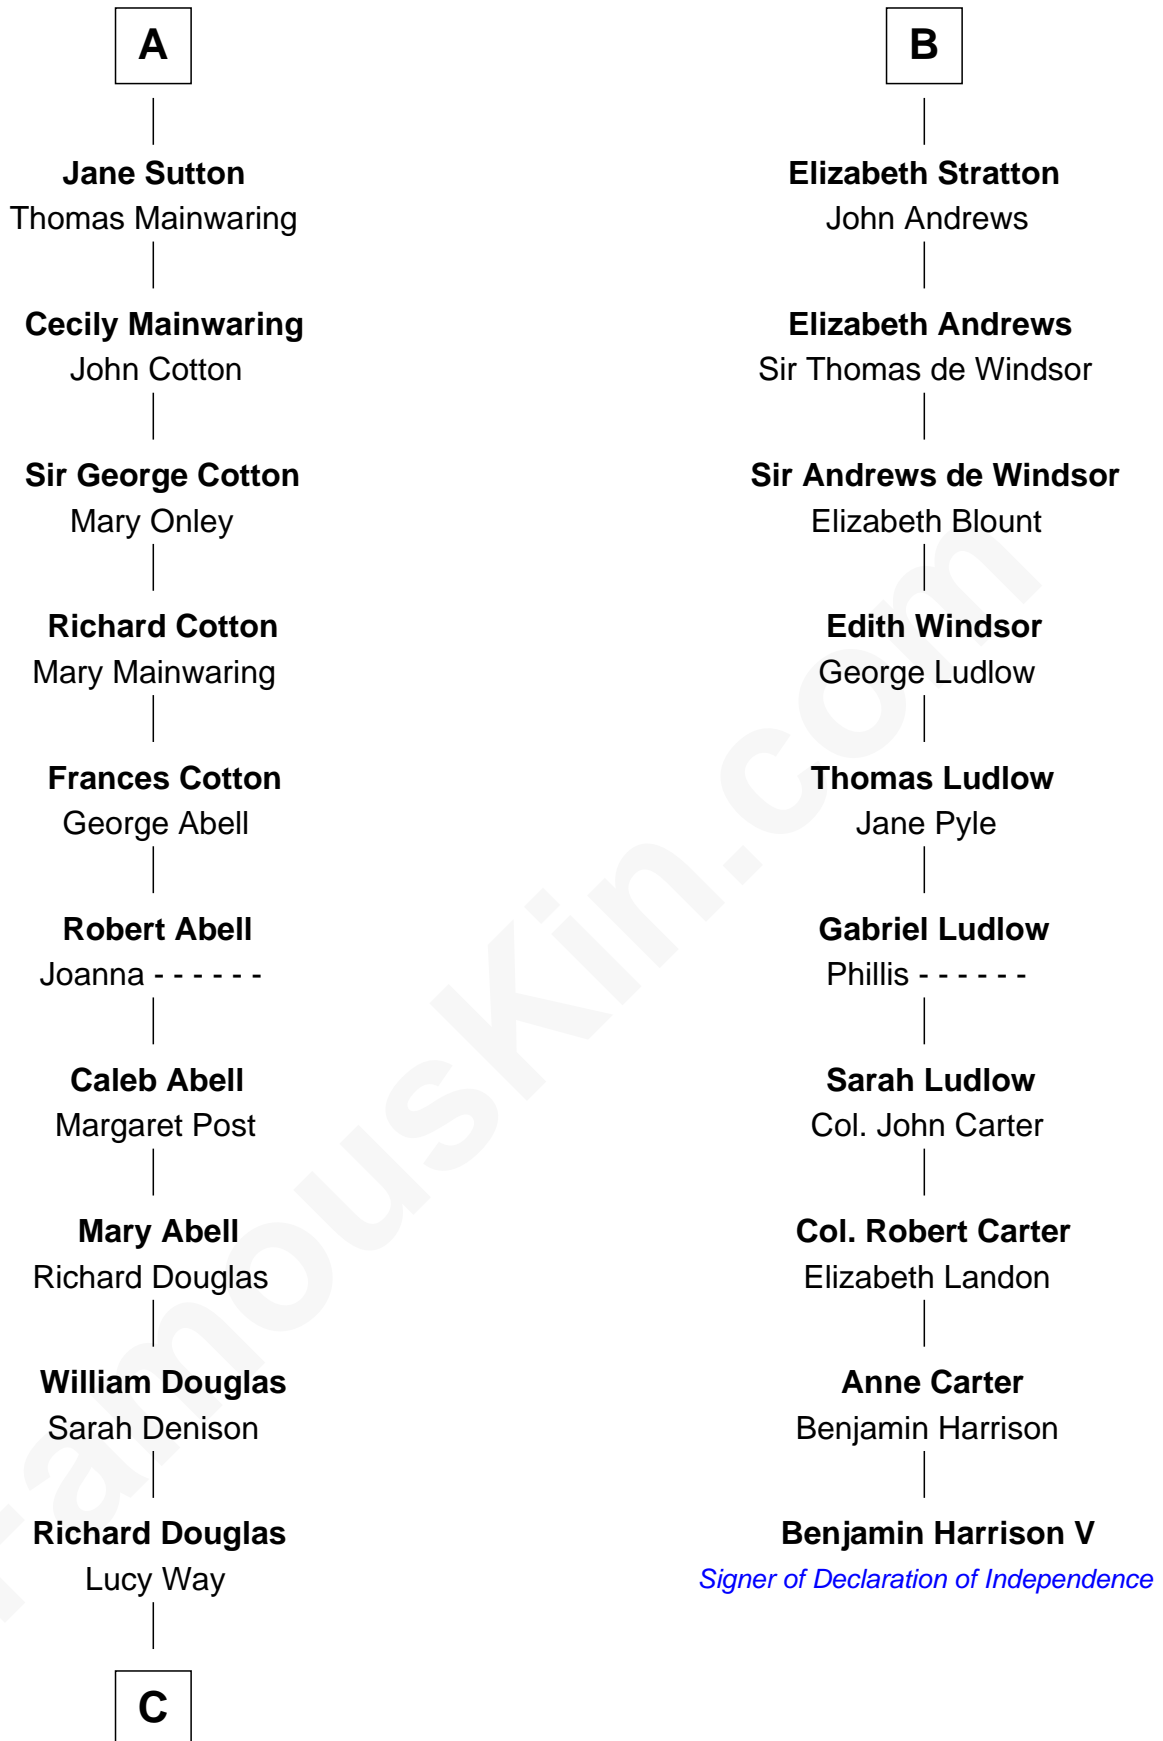 A
Jane Sutton
Thomas Mainwaring
Cecily Mainwaring
John Cotton
Sir George Cotton
Mary Onley
Richard Cotton
Mary Mainwaring
Frances Cotton
George Abell
Robert Abell
Joanna - - - - - -
Caleb Abell
Margaret Post
Mary Abell
Richard Douglas
William Douglas
Sarah Denison
Richard Douglas
Lucy Way
C
B
Elizabeth Stratton
John Andrews
Elizabeth Andrews
Sir Thomas de Windsor
Sir Andrews de Windsor
Elizabeth Blount
Edith Windsor
George Ludlow
Thomas Ludlow
Jane Pyle
Gabriel Ludlow
Phillis - - - - - -
Sarah Ludlow
Col. John Carter
Col. Robert Carter
Elizabeth Landon
Anne Carter
Benjamin Harrison
Benjamin Harrison V
Signer of Declaration of Independence
FamousKin.com